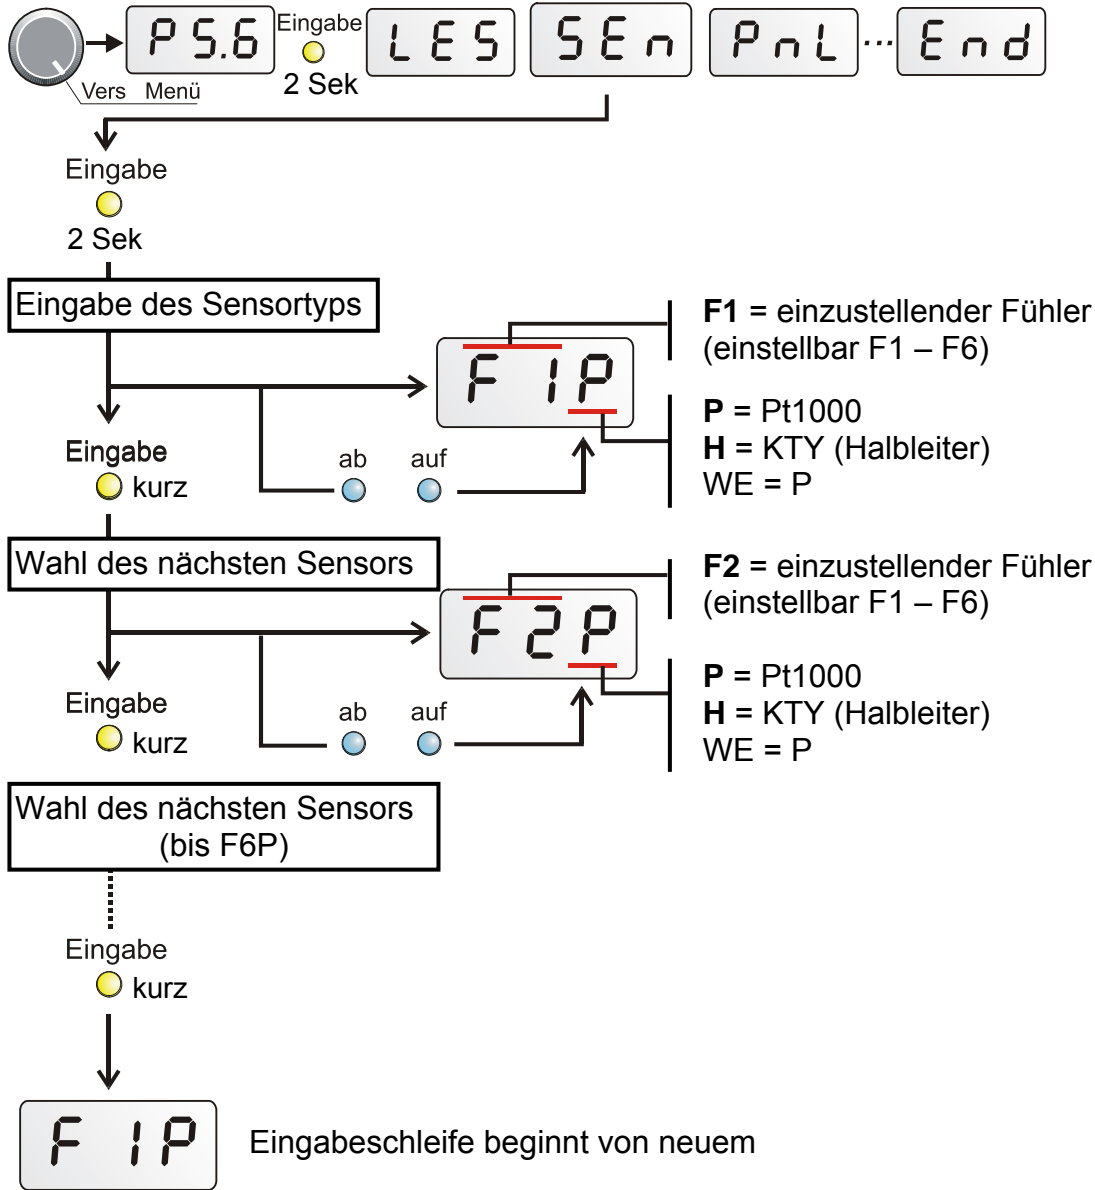 P5.6 Eingabe LES SEn PnL ... End
Vers Menü 2 Sek
Eingabe
2 Sek
Eingabe des Sensortyps
F1 = einzustellender Fühler
(einstellbar F1 – F6)
F1P
P = Pt1000
H = KTY (Halbleiter)
WE = P
Eingabe
kurz
ab auf
Wahl des nächsten Sensors
F2 = einzustellender Fühler
(einstellbar F1 – F6)
F2P
P = Pt1000
H = KTY (Halbleiter)
WE = P
Eingabe
kurz
ab auf
Wahl des nächsten Sensors
(bis F6P)
Eingabe
kurz
F1P Eingabeschleife beginnt von neuem